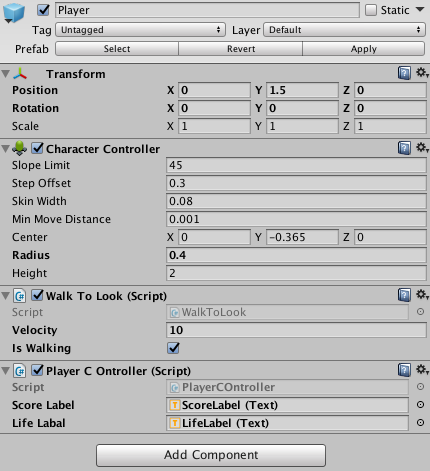 Player Static
Tag Untagged Layer Default
Prefab Select Revert Apply
Transform
Position X 0 Y 1.5 Z 0
Rotation X 0 Y 0 Z 0
Scale X 1 Y 1 Z 1
Character Controller
Slope Limit 45
Step Offset 0.3
Skin Width 0.08
Min Move Distance 0.001
Center X 0 Y -0.365 Z 0
Radius 0.4
Height 2
C# Walk To Look (Script)
Script WalkToLook
Velocity 10
Is Walking
C# Player C Ontroller (Script)
Script PlayerCOntroller
Score Label T ScoreLabel (Text)
Life Labal T LifeLabel (Text)
Add Component